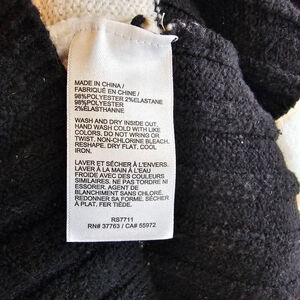 MADE IN CHINA /
FABRIQUÉ EN CHINE /
98%POLYESTER 2%ELASTANE
98%POLYESTER
2%ÉLASTHANNE
WASH AND DRY INSIDE OUT.
HAND WASH COLD WITH LIKE
COLORS. DO NOT WRING OR
TWIST. NON-CHLORINE BLEACH.
RESHAPE. DRY FLAT. COOL
IRON.
LAVER ET SÉCHER À L'ENVERS.
LAVER À LA MAIN À L'EAU
FROIDE AVEC DES COULEURS
SIMILAIRES. NE PAS TORDRE NI
ESSORER. AGENT DE
BLANCHIMENT SANS CHLORE.
REDONNER SA FORME. SÉCHER
À PLAT. FER TIÈDE.
RS7711
RN# 37763 / CA# 55972